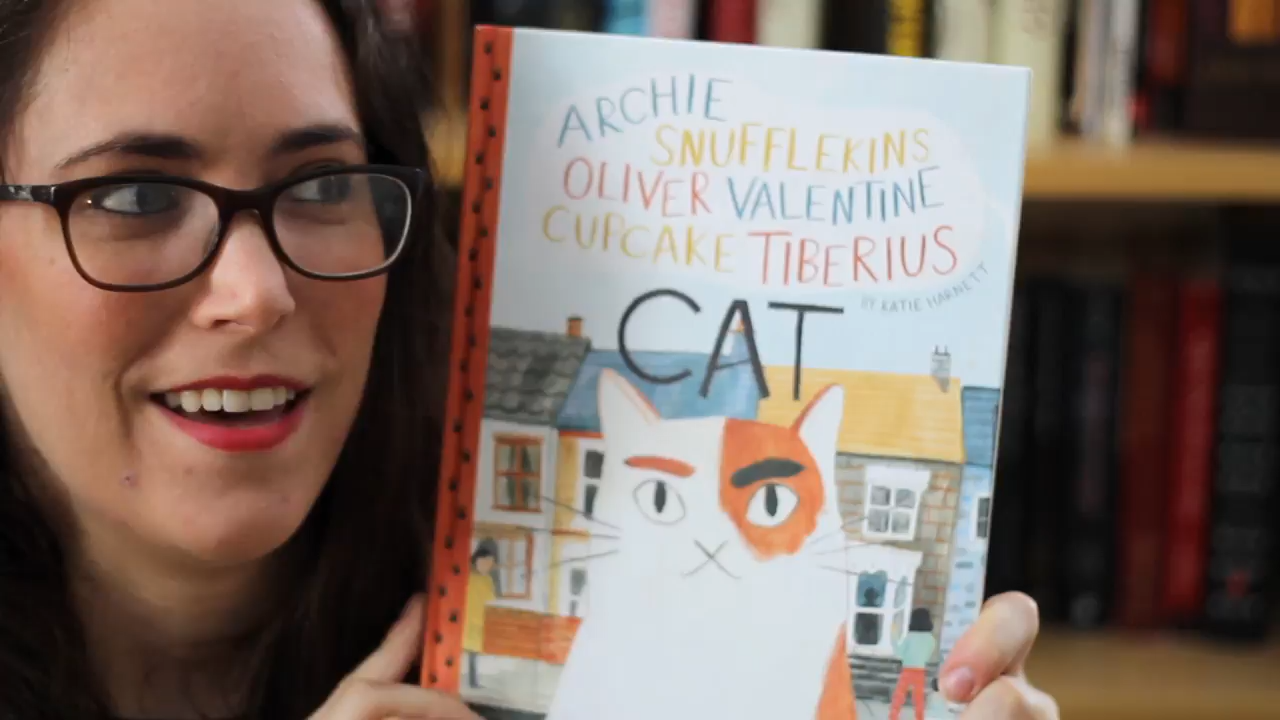 ARCHIE
SNUFFLEKINS
OLIVER VALENTINE
CUPCAKE TIBERIUS
BY KATIE HARNETT
CAT